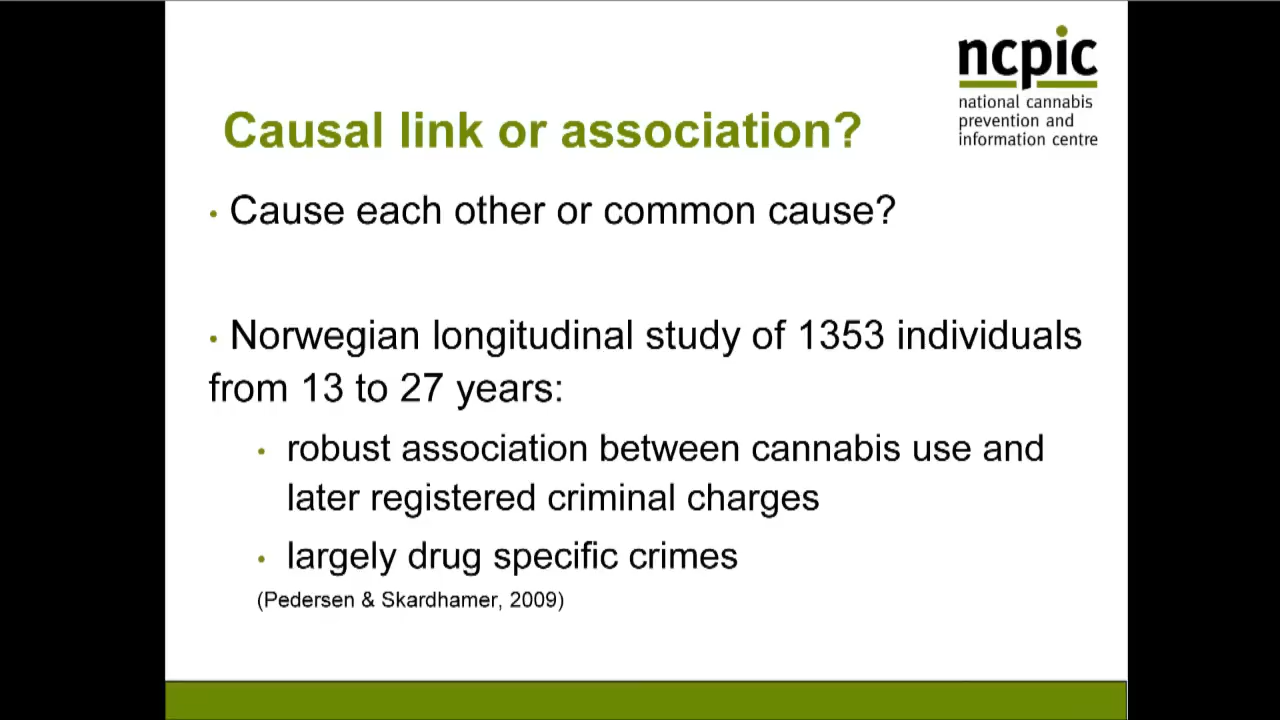 ncpic
national cannabis
prevention and
information centre
Causal link or association?
• Cause each other or common cause?
• Norwegian longitudinal study of 1353 individuals
from 13 to 27 years:
• robust association between cannabis use and
later registered criminal charges
• largely drug specific crimes
(Pedersen & Skardhamer, 2009)